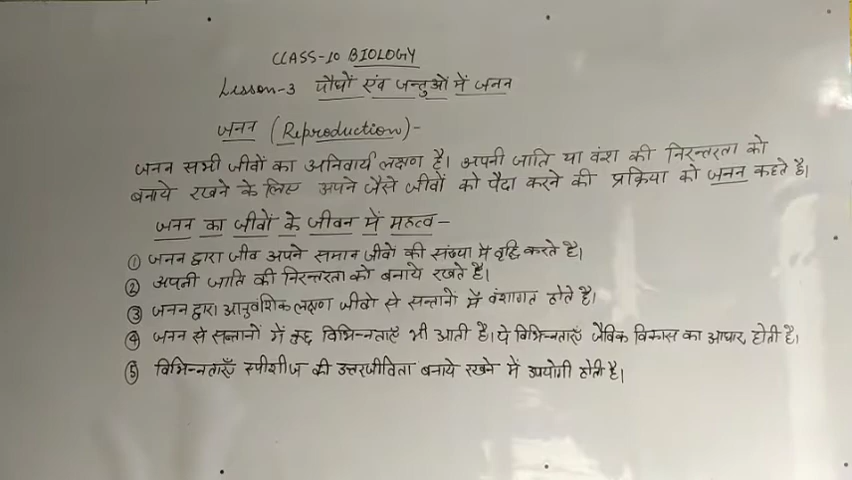 CLASS-10 BIOLOGY
Lesson-3 पौधों एंव जन्तुओं में जनन
जनन (Reproduction)-
जनन सभी जीवों का अनिवार्य लक्षण है। अपनी जाति या वंश की निरन्तरता को
बनाये रखने के लिए अपने जैसे जीवों को पैदा करने की प्रक्रिया को जनन कहते है।
जनन का जीवों के जीवन में महत्व-
① जनन द्वारा जीव अपने समान जीवों की संख्या में वृद्धि करते है।
② अपनी जाति की निरन्तरता को बनाये रखते है।
③ जनन द्वारा आनुवंशिक लक्षण जीवो से सन्तानों में वंशागत होते है।
④ जनन से सन्तानों में कुछ विभिन्नताएँ भी आती है। ये विभिन्नताएँ जैविक विकास का आधार होती है।
⑤ विभिन्नताएँ स्पीशीज की उत्तरजीविता बनाये रखने में उपयोगी होती है।